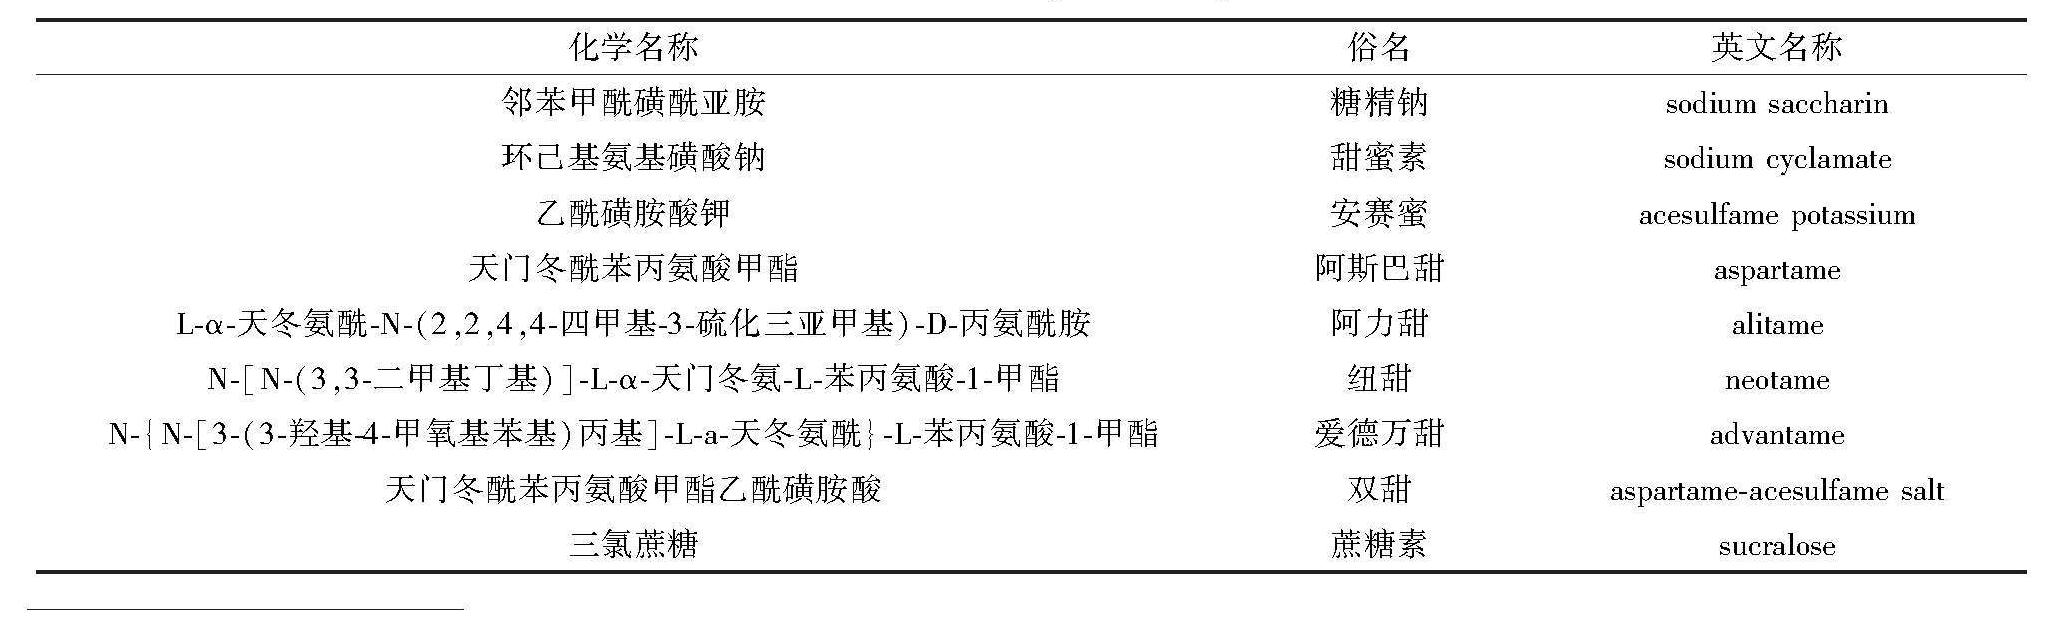 化学名称 俗名 英文名称
邻苯甲酰磺酰亚胺 糖精钠 sodium saccharin
环己基氨基磺酸钠 甜蜜素 sodium cyclamate
乙酰磺胺酸钾 安赛蜜 acesulfame potassium
天门冬酰苯丙氨酸甲酯 阿斯巴甜 aspartame
L-α-天冬氨酰-N-(2,2,4,4-四甲基-3-硫化三亚甲基)-D-丙氨酰胺 阿力甜 alitame
N-[N-(3,3-二甲基丁基)]-L-α-天门冬氨-L-苯丙氨酸-1-甲酯 纽甜 neotame
N-{N-[3-(3-羟基-4-甲氧基苯基)丙基]-L-a-天冬氨酰}-L-苯丙氨酸-1-甲酯 爱德万甜 advantame
天门冬酰苯丙氨酸甲酯乙酰磺胺酸 双甜 aspartame-acesulfame salt
三氯蔗糖 蔗糖素 sucralose